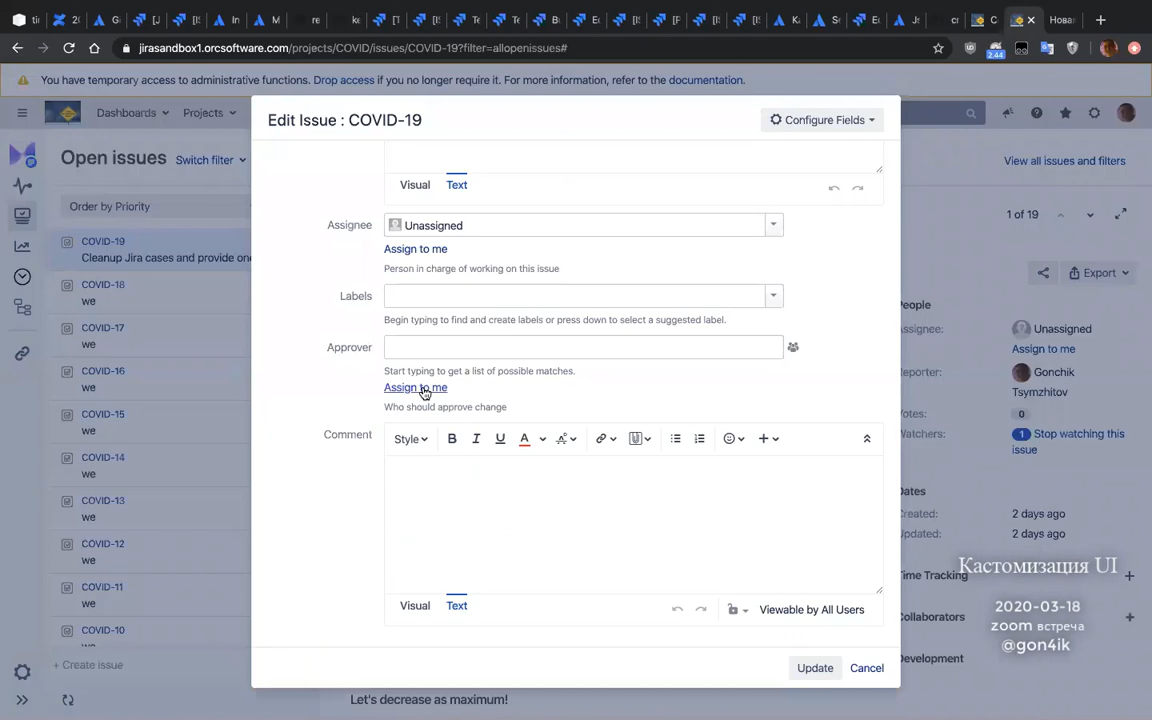 jirasandbox1.orcsoftware.com/projects/COVID/issues/COVID-19?filter=allopenissues#
2.44
You have temporary access to administrative functions. Drop access if you no longer require it. For more information, refer to the documentation.
Dashboards
Projects
Edit Issue : COVID-19
Configure Fields
Open issues
Switch filter
View all issues and filters
Visual
Text
Order by Priority
1 of 19
Assignee
Unassigned
Assign to me
Person in charge of working on this issue
COVID-19
Cleanup Jira cases and provide one
Export
COVID-18
we
Labels
Begin typing to find and create labels or press down to select a suggested label.
People
Assignee:
Unassigned
Assign to me
COVID-17
we
Approver
Start typing to get a list of possible matches.
Assign to me
Who should approve change
Reporter:
Gonchik
Tsymzhitov
COVID-16
we
Votes:
0
COVID-15
we
Comment
Style
Watchers:
1
Stop watching this
issue
COVID-14
we
Dates
COVID-13
we
Created:
2 days ago
Updated:
2 days ago
COVID-12
we
Кастомизация UI
Time Tracking
COVID-11
we
2020-03-18
zoom встреча
@gon4ik
Collaborators
Visual
Text
Viewable by All Users
COVID-10
Development
+ Create issue
Update
Cancel
Let's decrease as maximum!